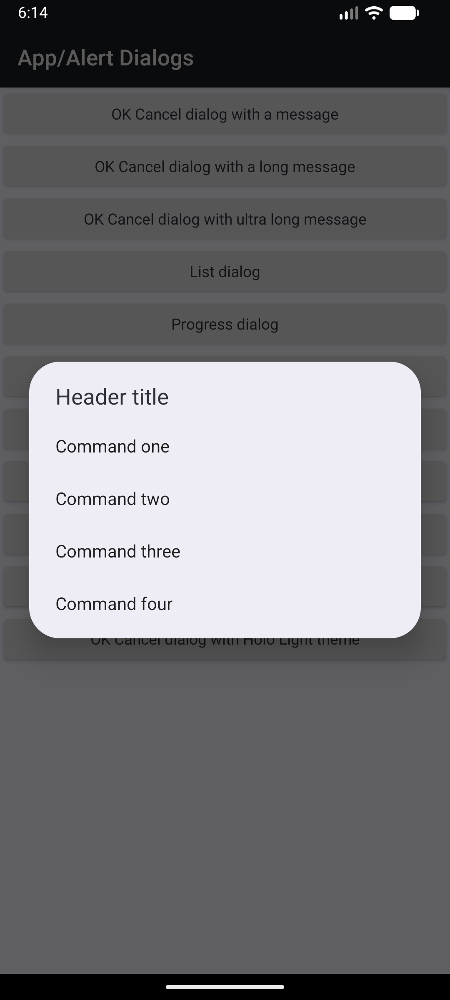 6:14
App/Alert Dialogs
OK Cancel dialog with a message
OK Cancel dialog with a long message
OK Cancel dialog with ultra long message
List dialog
Progress dialog
Header title
Command one
Command two
Command three
Command four
OK Cancel dialog with Holo Light theme